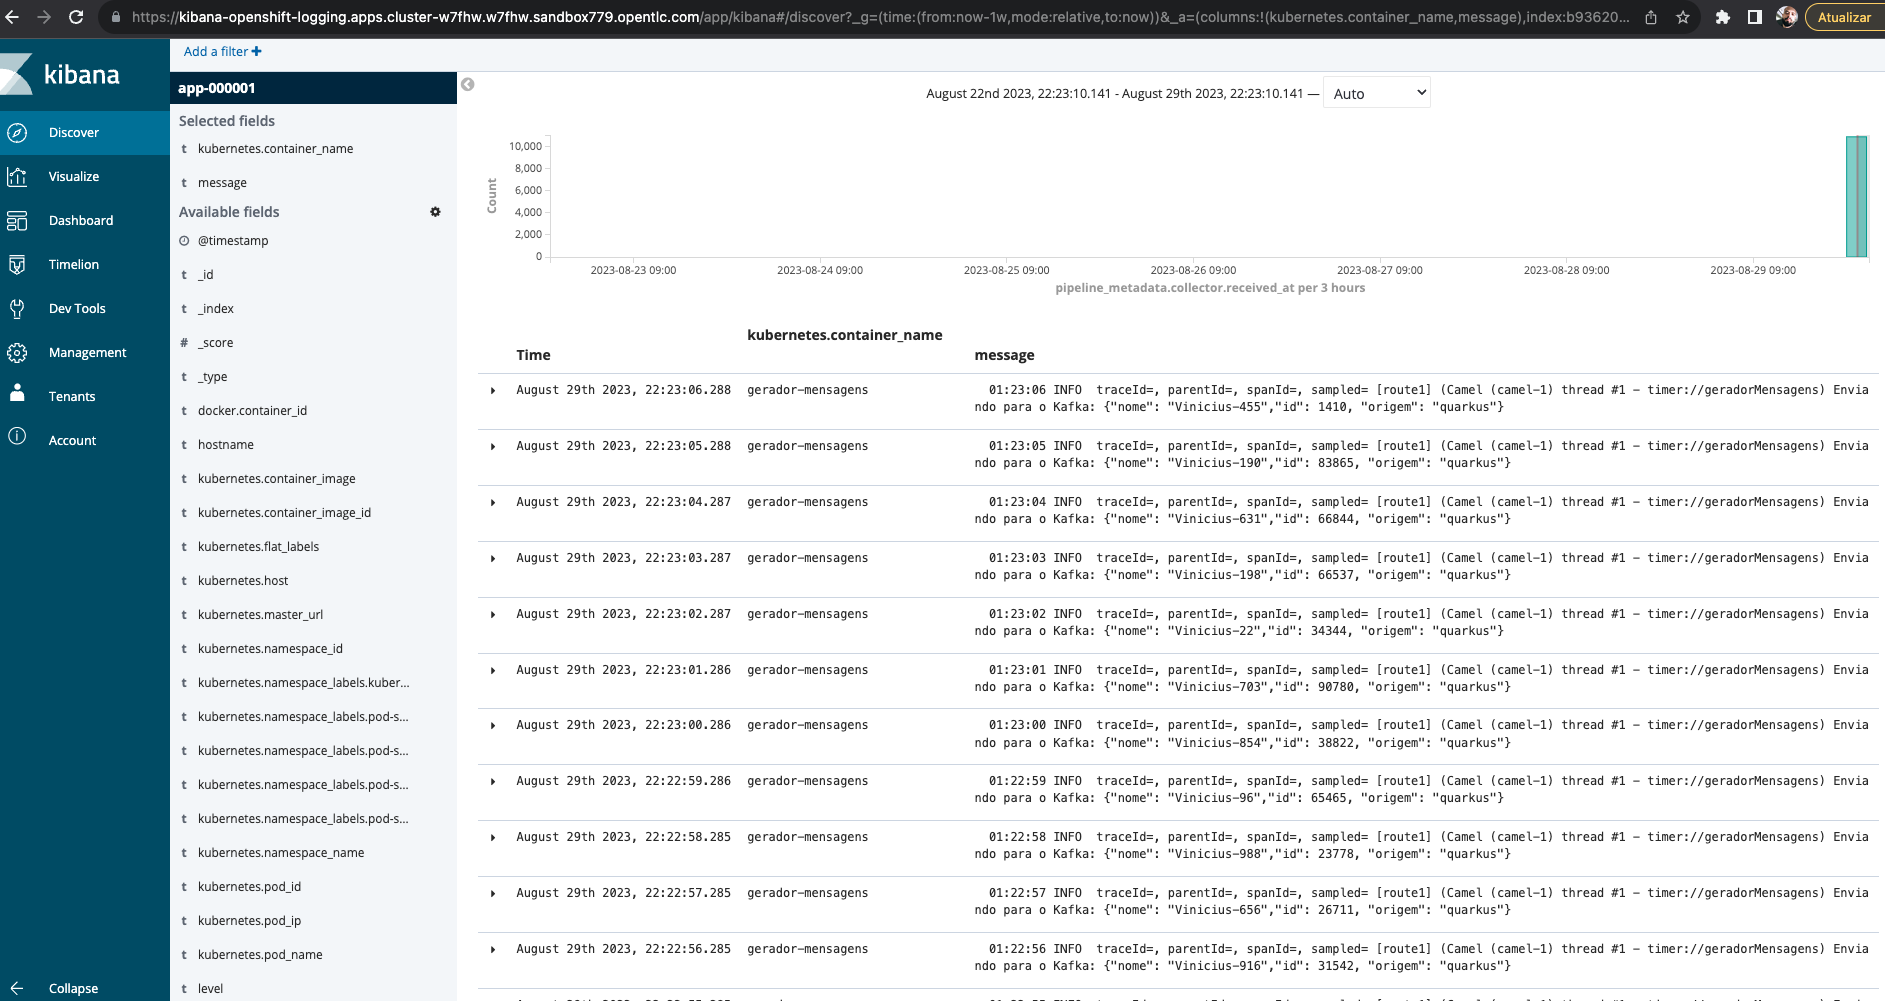 https://kibana-openshift-logging.apps.cluster-w7fhw.w7fhw.sandbox779.opentlc.com/app/kibana#/discover?_g=(time:(from:now-1w,mode:relative,to:now))&_a=(columns:!(kubernetes.container_name,message),index:b93620...
Atualizar
kibana
Discover
Visualize
Dashboard
Timelion
Dev Tools
Management
Tenants
Account
Collapse
Add a filter +
app-000001
Selected fields
t kubernetes.container_name
t message
Available fields
@timestamp
t _id
t _index
# _score
t _type
t docker.container_id
t hostname
t kubernetes.container_image
t kubernetes.container_image_id
t kubernetes.flat_labels
t kubernetes.host
t kubernetes.master_url
t kubernetes.namespace_id
t kubernetes.namespace_labels.kuber...
t kubernetes.namespace_labels.pod-s...
t kubernetes.namespace_labels.pod-s...
t kubernetes.namespace_labels.pod-s...
t kubernetes.namespace_labels.pod-s...
t kubernetes.namespace_name
t kubernetes.pod_id
t kubernetes.pod_ip
t kubernetes.pod_name
t level
August 22nd 2023, 22:23:10.141 - August 29th 2023, 22:23:10.141 — Auto
Count
10,000
8,000
6,000
4,000
2,000
0
2023-08-23 09:00 2023-08-24 09:00 2023-08-25 09:00 2023-08-26 09:00 2023-08-27 09:00 2023-08-28 09:00 2023-08-29 09:00
pipeline_metadata.collector.received_at per 3 hours
Time kubernetes.container_name message
August 29th 2023, 22:23:06.288 gerador-mensagens 01:23:06 INFO traceId=, parentId=, spanId=, sampled= [route1] (Camel (camel-1) thread #1 - timer://geradorMensagens) Envia
ndo para o Kafka: {"nome": "Vinicius-455","id": 1410, "origem": "quarkus"}
August 29th 2023, 22:23:05.288 gerador-mensagens 01:23:05 INFO traceId=, parentId=, spanId=, sampled= [route1] (Camel (camel-1) thread #1 - timer://geradorMensagens) Envia
ndo para o Kafka: {"nome": "Vinicius-190","id": 83865, "origem": "quarkus"}
August 29th 2023, 22:23:04.287 gerador-mensagens 01:23:04 INFO traceId=, parentId=, spanId=, sampled= [route1] (Camel (camel-1) thread #1 - timer://geradorMensagens) Envia
ndo para o Kafka: {"nome": "Vinicius-631","id": 66844, "origem": "quarkus"}
August 29th 2023, 22:23:03.287 gerador-mensagens 01:23:03 INFO traceId=, parentId=, spanId=, sampled= [route1] (Camel (camel-1) thread #1 - timer://geradorMensagens) Envia
ndo para o Kafka: {"nome": "Vinicius-198","id": 66537, "origem": "quarkus"}
August 29th 2023, 22:23:02.287 gerador-mensagens 01:23:02 INFO traceId=, parentId=, spanId=, sampled= [route1] (Camel (camel-1) thread #1 - timer://geradorMensagens) Envia
ndo para o Kafka: {"nome": "Vinicius-22","id": 34344, "origem": "quarkus"}
August 29th 2023, 22:23:01.286 gerador-mensagens 01:23:01 INFO traceId=, parentId=, spanId=, sampled= [route1] (Camel (camel-1) thread #1 - timer://geradorMensagens) Envia
ndo para o Kafka: {"nome": "Vinicius-703","id": 90780, "origem": "quarkus"}
August 29th 2023, 22:23:00.286 gerador-mensagens 01:23:00 INFO traceId=, parentId=, spanId=, sampled= [route1] (Camel (camel-1) thread #1 - timer://geradorMensagens) Envia
ndo para o Kafka: {"nome": "Vinicius-854","id": 38822, "origem": "quarkus"}
August 29th 2023, 22:22:59.286 gerador-mensagens 01:22:59 INFO traceId=, parentId=, spanId=, sampled= [route1] (Camel (camel-1) thread #1 - timer://geradorMensagens) Envia
ndo para o Kafka: {"nome": "Vinicius-96","id": 65465, "origem": "quarkus"}
August 29th 2023, 22:22:58.285 gerador-mensagens 01:22:58 INFO traceId=, parentId=, spanId=, sampled= [route1] (Camel (camel-1) thread #1 - timer://geradorMensagens) Envia
ndo para o Kafka: {"nome": "Vinicius-988","id": 23778, "origem": "quarkus"}
August 29th 2023, 22:22:57.285 gerador-mensagens 01:22:57 INFO traceId=, parentId=, spanId=, sampled= [route1] (Camel (camel-1) thread #1 - timer://geradorMensagens) Envia
ndo para o Kafka: {"nome": "Vinicius-656","id": 26711, "origem": "quarkus"}
August 29th 2023, 22:22:56.285 gerador-mensagens 01:22:56 INFO traceId=, parentId=, spanId=, sampled= [route1] (Camel (camel-1) thread #1 - timer://geradorMensagens) Envia
ndo para o Kafka: {"nome": "Vinicius-916","id": 31542, "origem": "quarkus"}